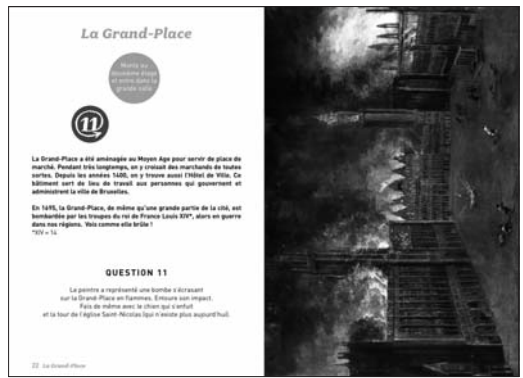 La Grand-Place
Monte au
deuxième étage
et entre dans la
grande salle
11
La Grand-Place a été aménagée au Moyen Age pour servir de place de
marché. Pendant très longtemps, on y croisait des marchands de toutes
sortes. Depuis les années 1400, on y trouve aussi l'Hôtel de Ville. Ce
bâtiment sert de lieu de travail aux personnes qui gouvernent et
administrent la ville de Bruxelles.
En 1695, la Grand-Place, de même qu'une grande partie de la cité, est
bombardée par les troupes du roi de France Louis XIV*, alors en guerre
dans nos régions. Vois comme elle brûle !
*XIV = 14
QUESTION 11
Le peintre a représenté une bombe s'écrasant
sur la Grand-Place en flammes. Entoure son impact.
Fais de même avec le chien qui s'enfuit
et la tour de l'église Saint-Nicolas (qui n'existe plus aujourd'hui).
22 La Grand-Place